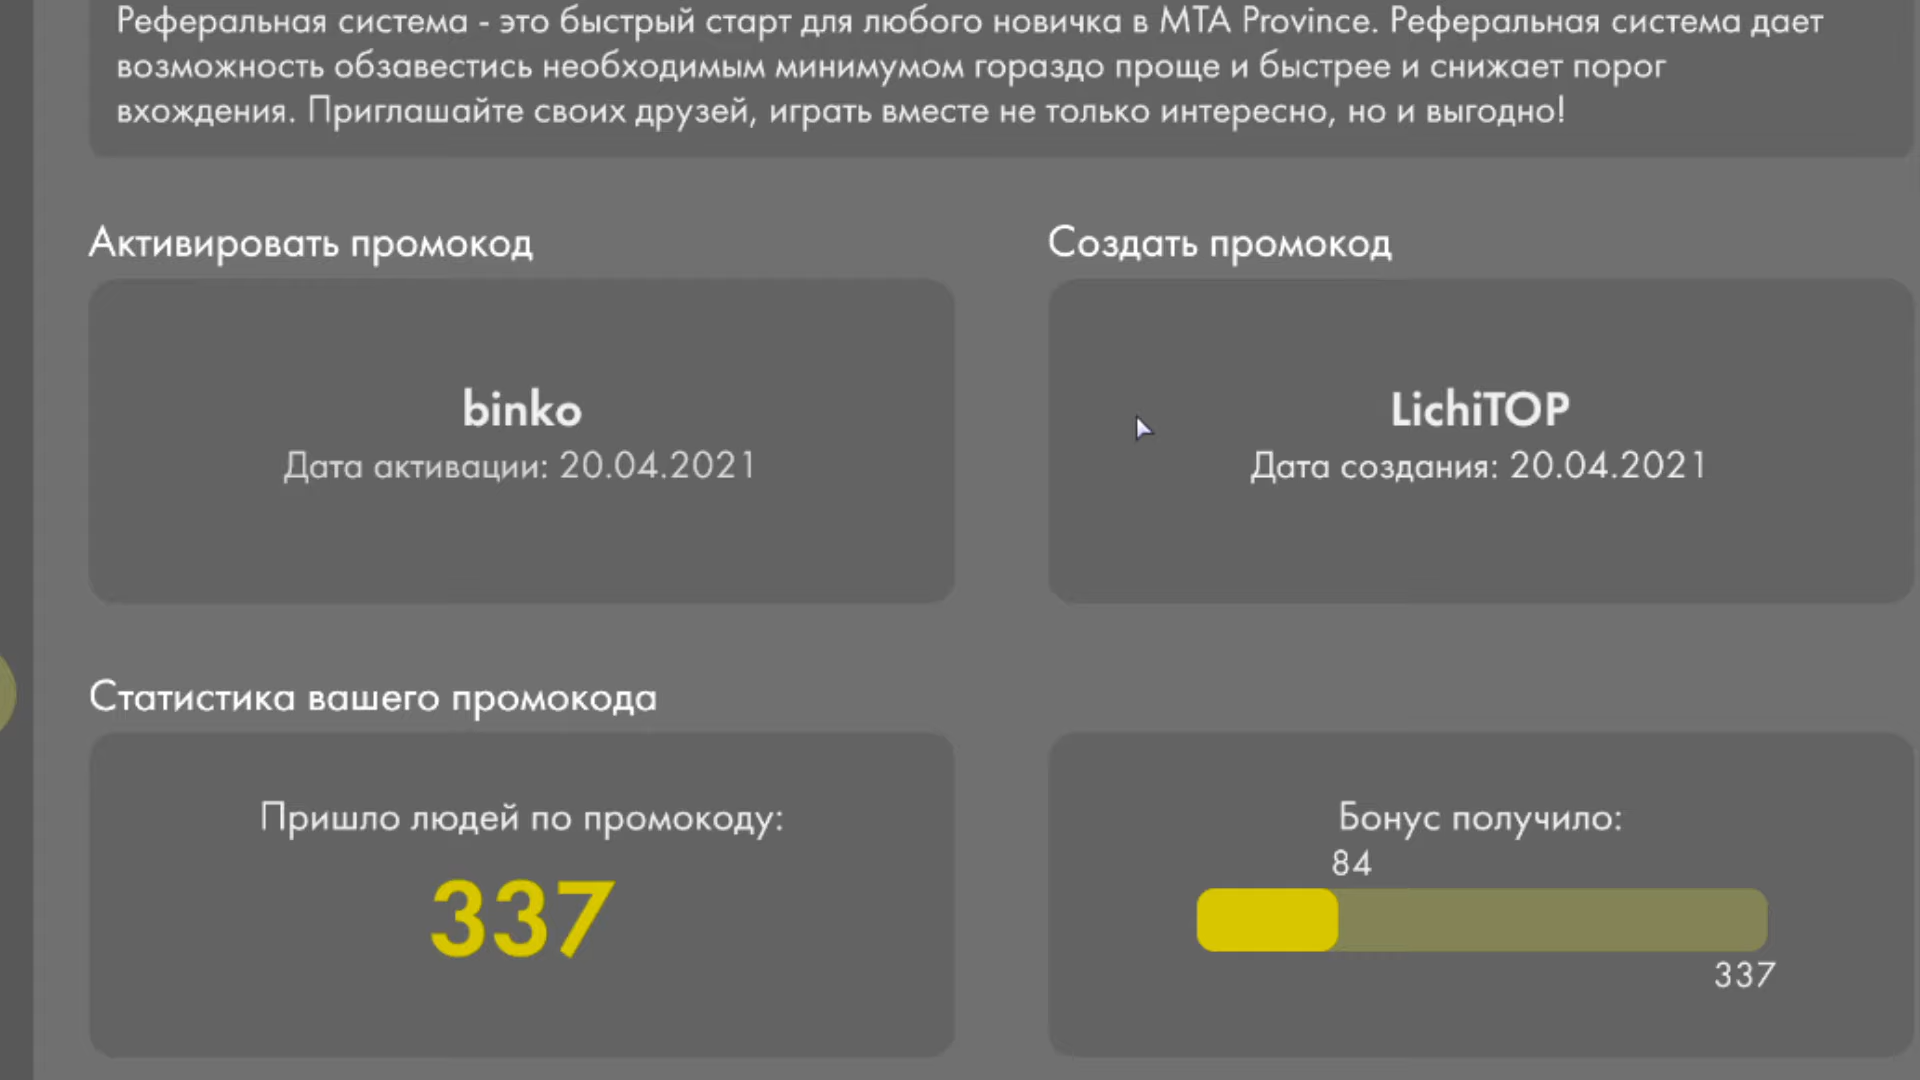 Реферальная система - это быстрый старт для любого новичка в MTA Province. Реферальная система дает
возможность обзавестись необходимым минимумом гораздо проще и быстрее и снижает порог
вхождения. Приглашайте своих друзей, играть вместе не только интересно, но и выгодно!
Активировать промокод
Создать промокод
binko
Дата активации: 20.04.2021
LichiTOP
Дата создания: 20.04.2021
Статистика вашего промокода
Пришло людей по промокоду:
337
Бонус получило:
84
337